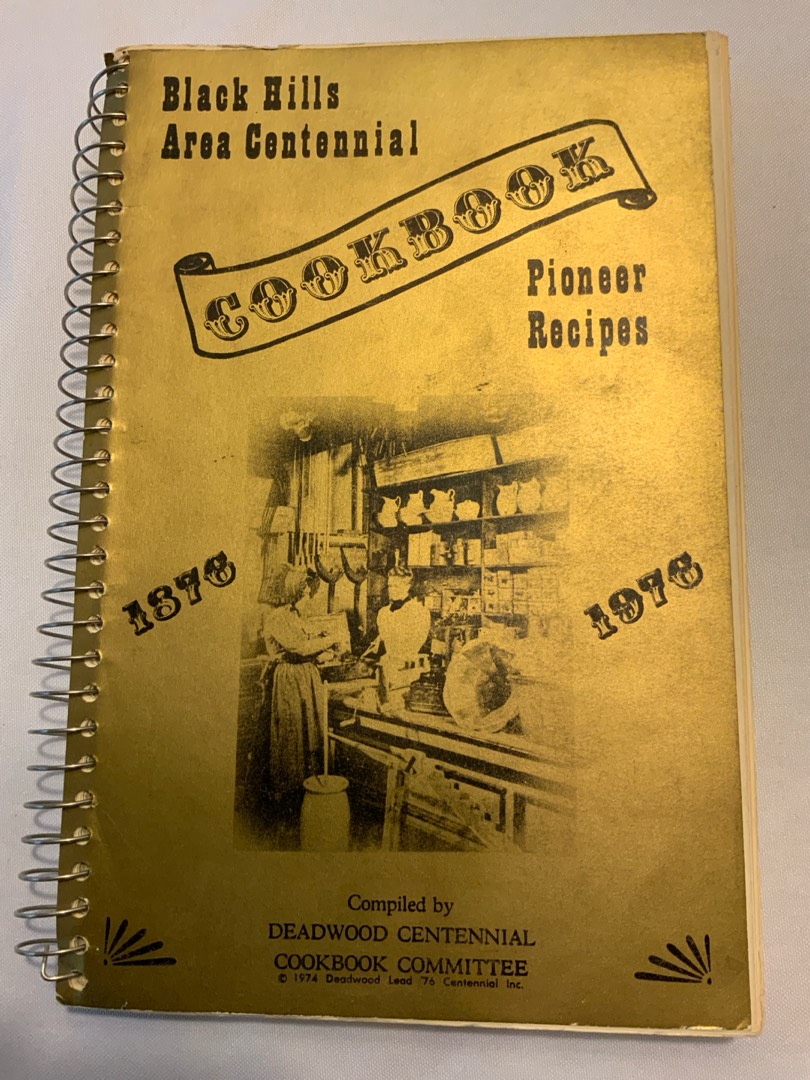 Black Hills
Area Centennial
COOKBOOK
Pioneer
Recipes
1876
1976
Compiled by
DEADWOOD CENTENNIAL
COOKBOOK COMMITTEE
© 1974 Deadwood Lead '76 Centennial Inc.